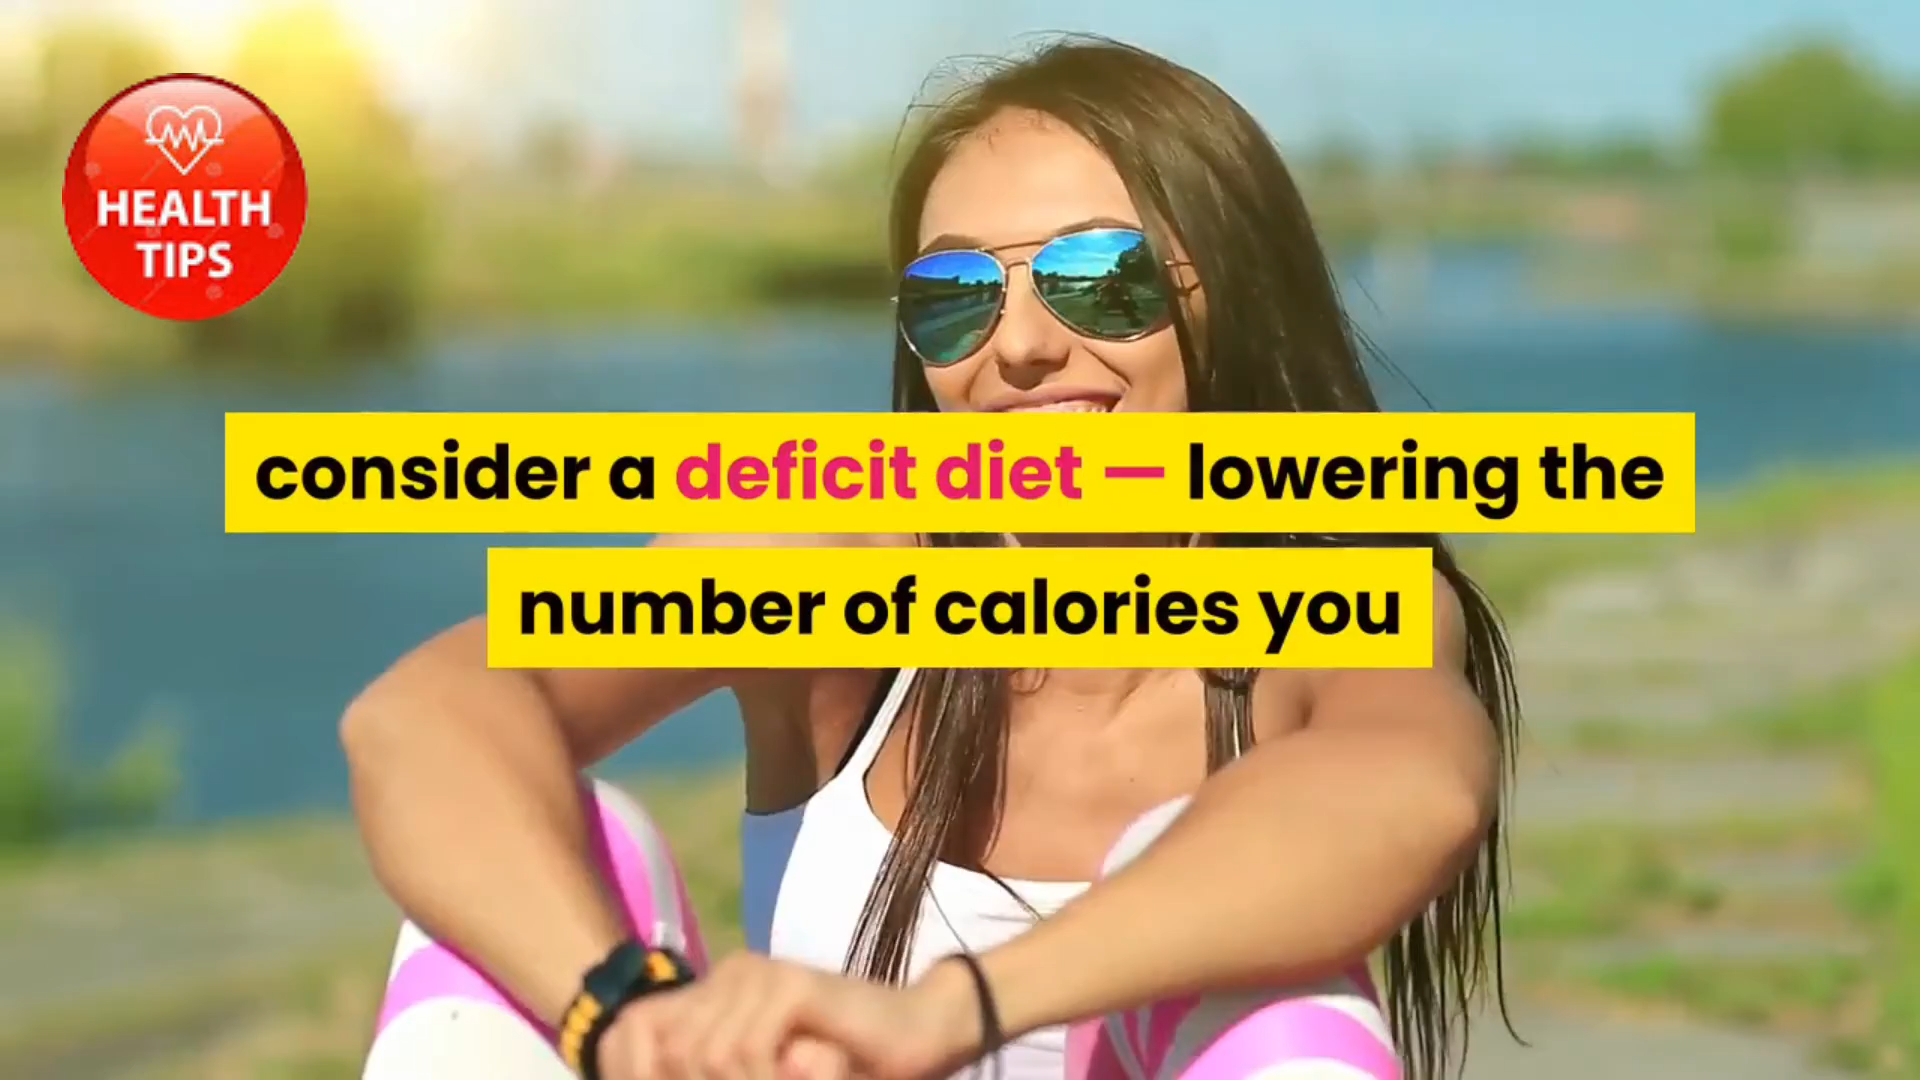 HEALTH
TIPS
consider a deficit diet — lowering the
number of calories you